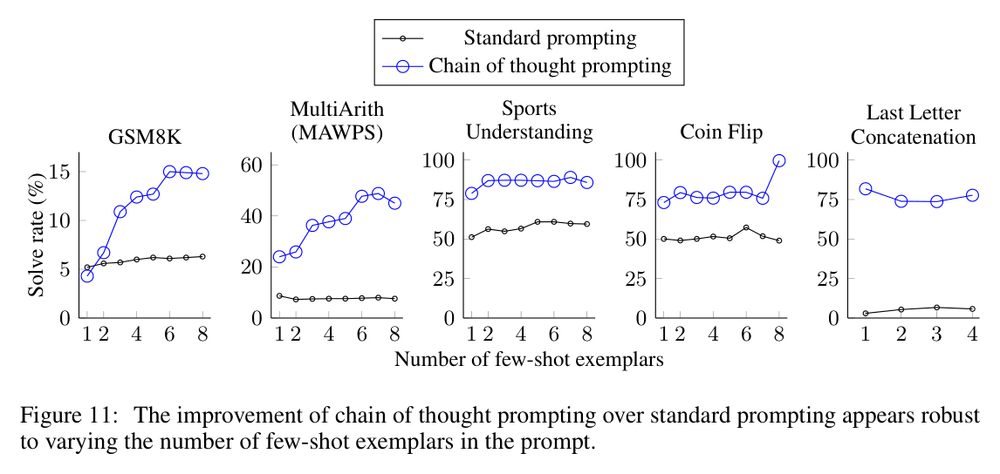 Standard prompting
Chain of thought prompting
GSM8K
MultiArith
(MAWPS)
Sports
Understanding
Coin Flip
Last Letter
Concatenation
Solve rate (%)
15
10
5
0
1 2 4 6 8
60
40
20
0
1 2 4 6 8
100
75
50
25
0
1 2 4 6 8
100
75
50
25
0
1 2 4 6 8
100
75
50
25
0
1 2 3 4
Number of few-shot exemplars
Figure 11: The improvement of chain of thought prompting over standard prompting appears robust
to varying the number of few-shot exemplars in the prompt.